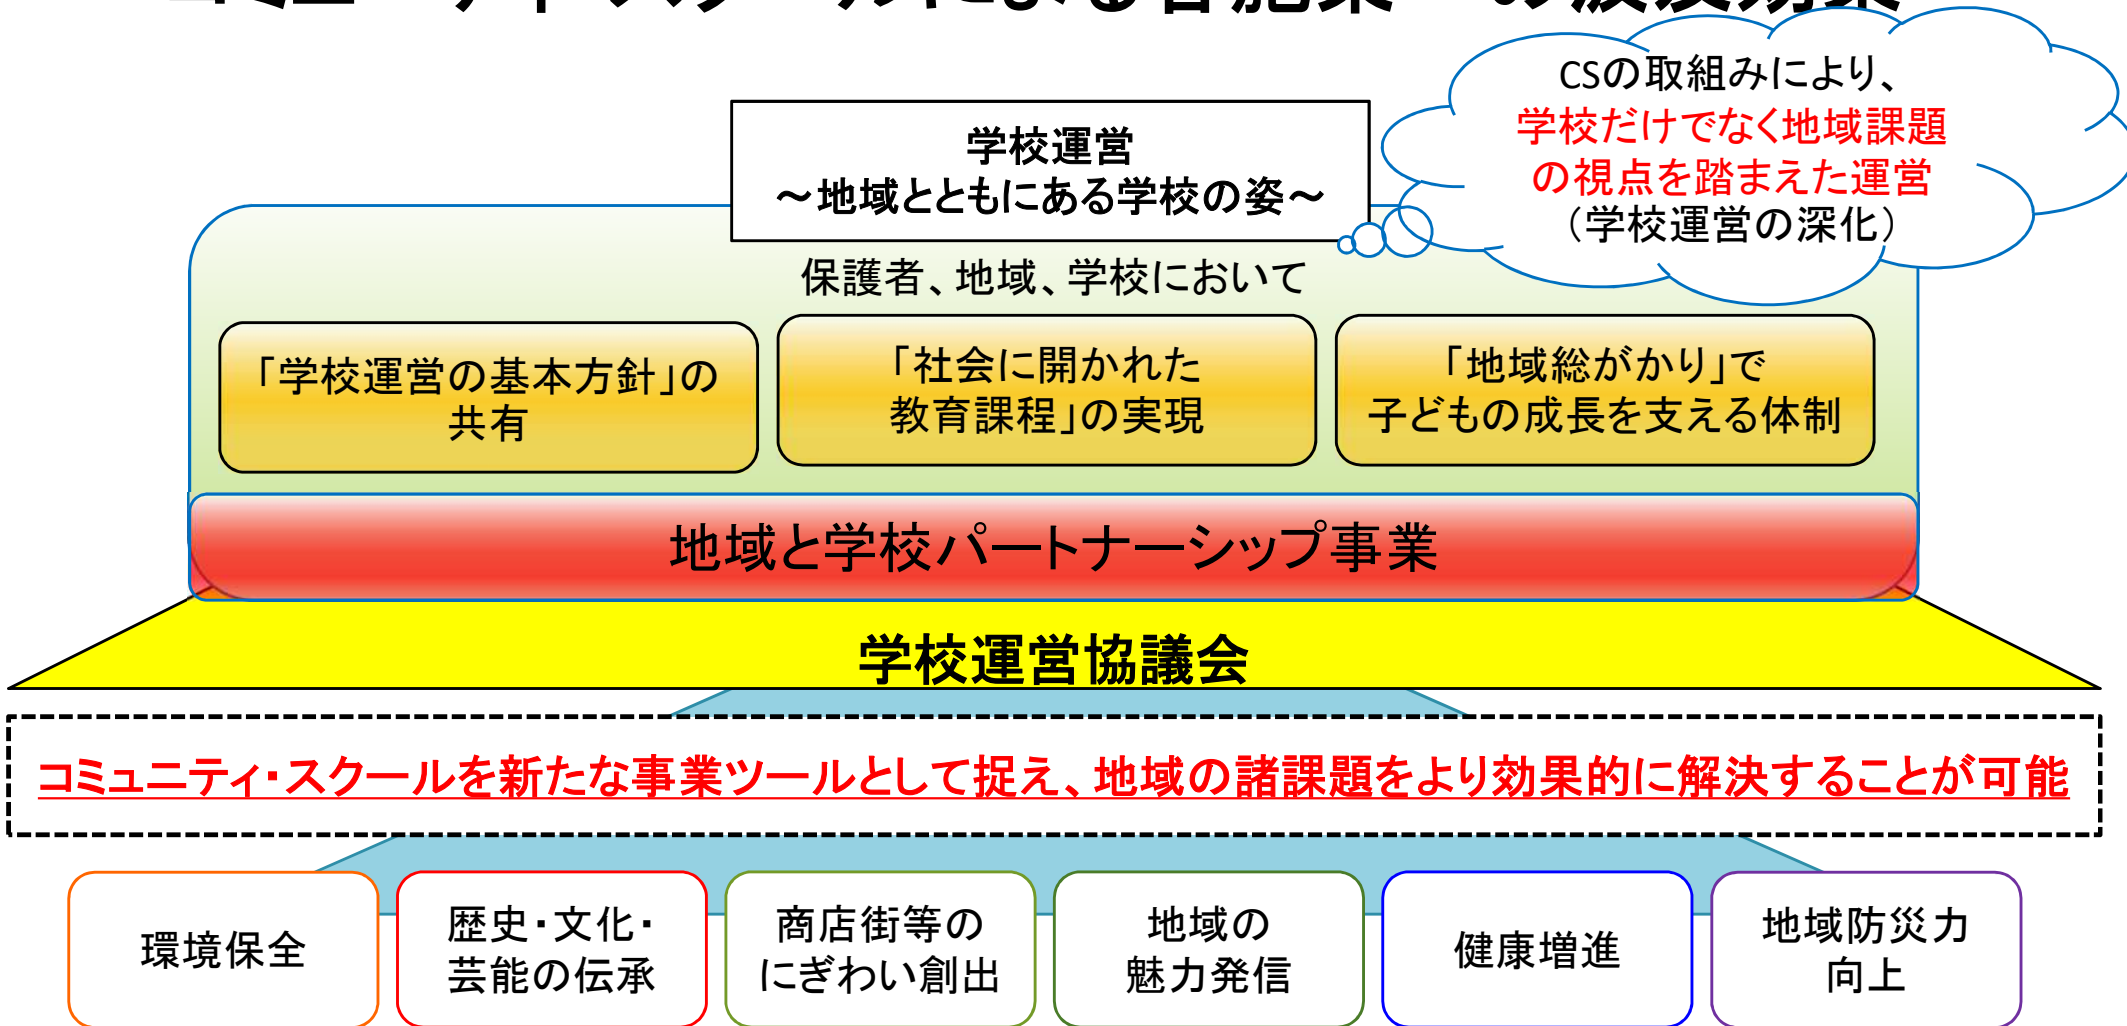 学校運営
～地域とともにある学校の姿～
CSの取組みにより、
学校だけでなく地域課題
の視点を踏まえた運営
（学校運営の深化）
保護者、地域、学校において
「学校運営の基本方針」の
共有
「社会に開かれた
教育課程」の実現
「地域総がかり」で
子どもの成長を支える体制
地域と学校パートナーシップ事業
学校運営協議会
コミュニティ・スクールを新たな事業ツールとして捉え、地域の諸課題をより効果的に解決することが可能
環境保全
歴史・文化・
芸能の伝承
商店街等の
にぎわい創出
地域の
魅力発信
健康増進
地域防災力
向上